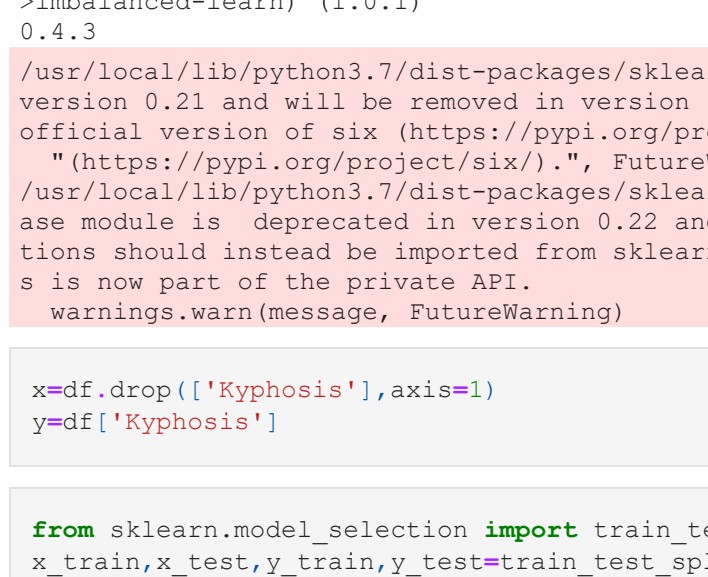 >imbalanced-learn) (1.0.1)
0.4.3
/usr/local/lib/python3.7/dist-packages/sklea
version 0.21 and will be removed in version
official version of six (https://pypi.org/pr
"(https://pypi.org/project/six/).", Future
/usr/local/lib/python3.7/dist-packages/sklea
ase module is  deprecated in version 0.22 an
tions should instead be imported from sklear
s is now part of the private API.
warnings.warn(message, FutureWarning)
x=df.drop(['Kyphosis'],axis=1)
y=df['Kyphosis']
from sklearn.model_selection import train_te
x_train,x_test,y_train,y_test=train_test_spl